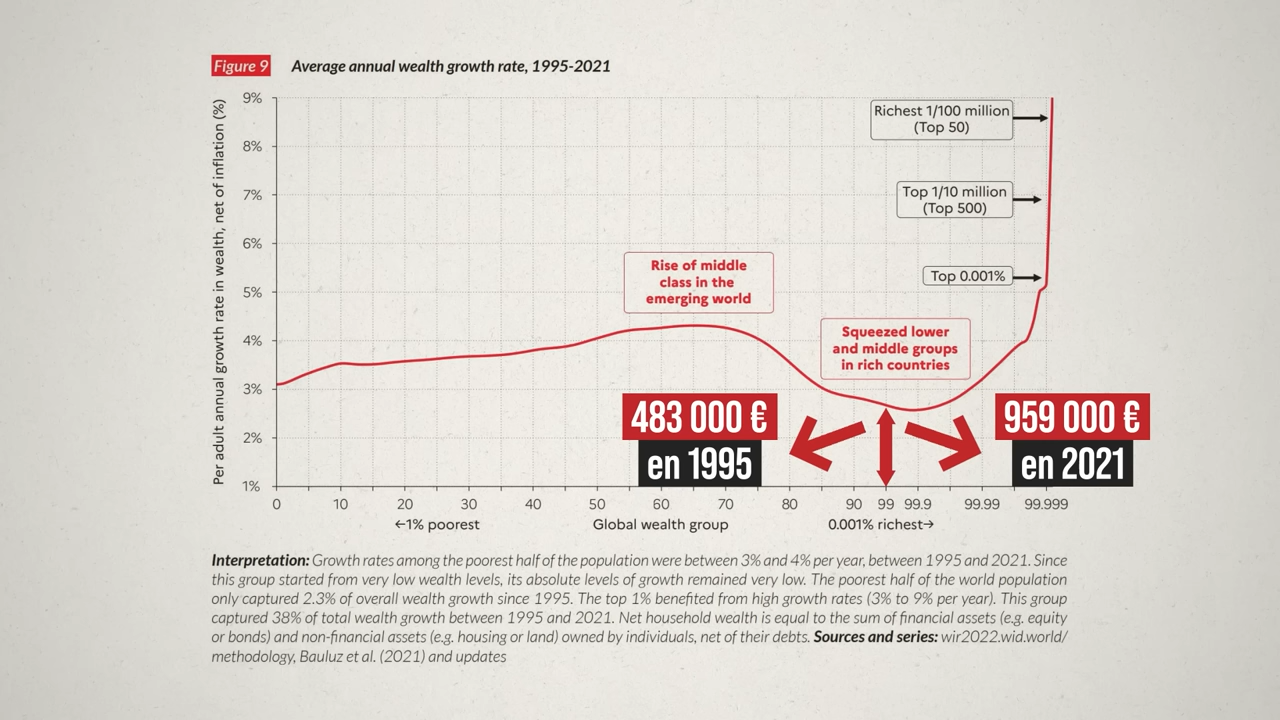 Figure 9 Average annual wealth growth rate, 1995-2021
Per adult annual growth rate in wealth, net of inflation (%)
9%
8%
7%
6%
5%
4%
3%
2%
1%
Richest 1/100 million
(Top 50)
Top 1/10 million
(Top 500)
Top 0.001%
Rise of middle
class in the
emerging world
Squeezed lower
and middle groups
in rich countries
483 000 €
en 1995
959 000 €
en 2021
0 10 20 30 40 50 60 70 80 90 99 99.9 99.99 99.999
←1% poorest Global wealth group 0.001% richest→
Interpretation: Growth rates among the poorest half of the population were between 3% and 4% per year, between 1995 and 2021. Since
this group started from very low wealth levels, its absolute levels of growth remained very low. The poorest half of the world population
only captured 2.3% of overall wealth growth since 1995. The top 1% benefited from high growth rates (3% to 9% per year). This group
captured 38% of total wealth growth between 1995 and 2021. Net household wealth is equal to the sum of financial assets (e.g. equity
or bonds) and non-financial assets (e.g. housing or land) owned by individuals, net of their debts. Sources and series: wir2022.wid.world/
methodology, Bauluz et al. (2021) and updates